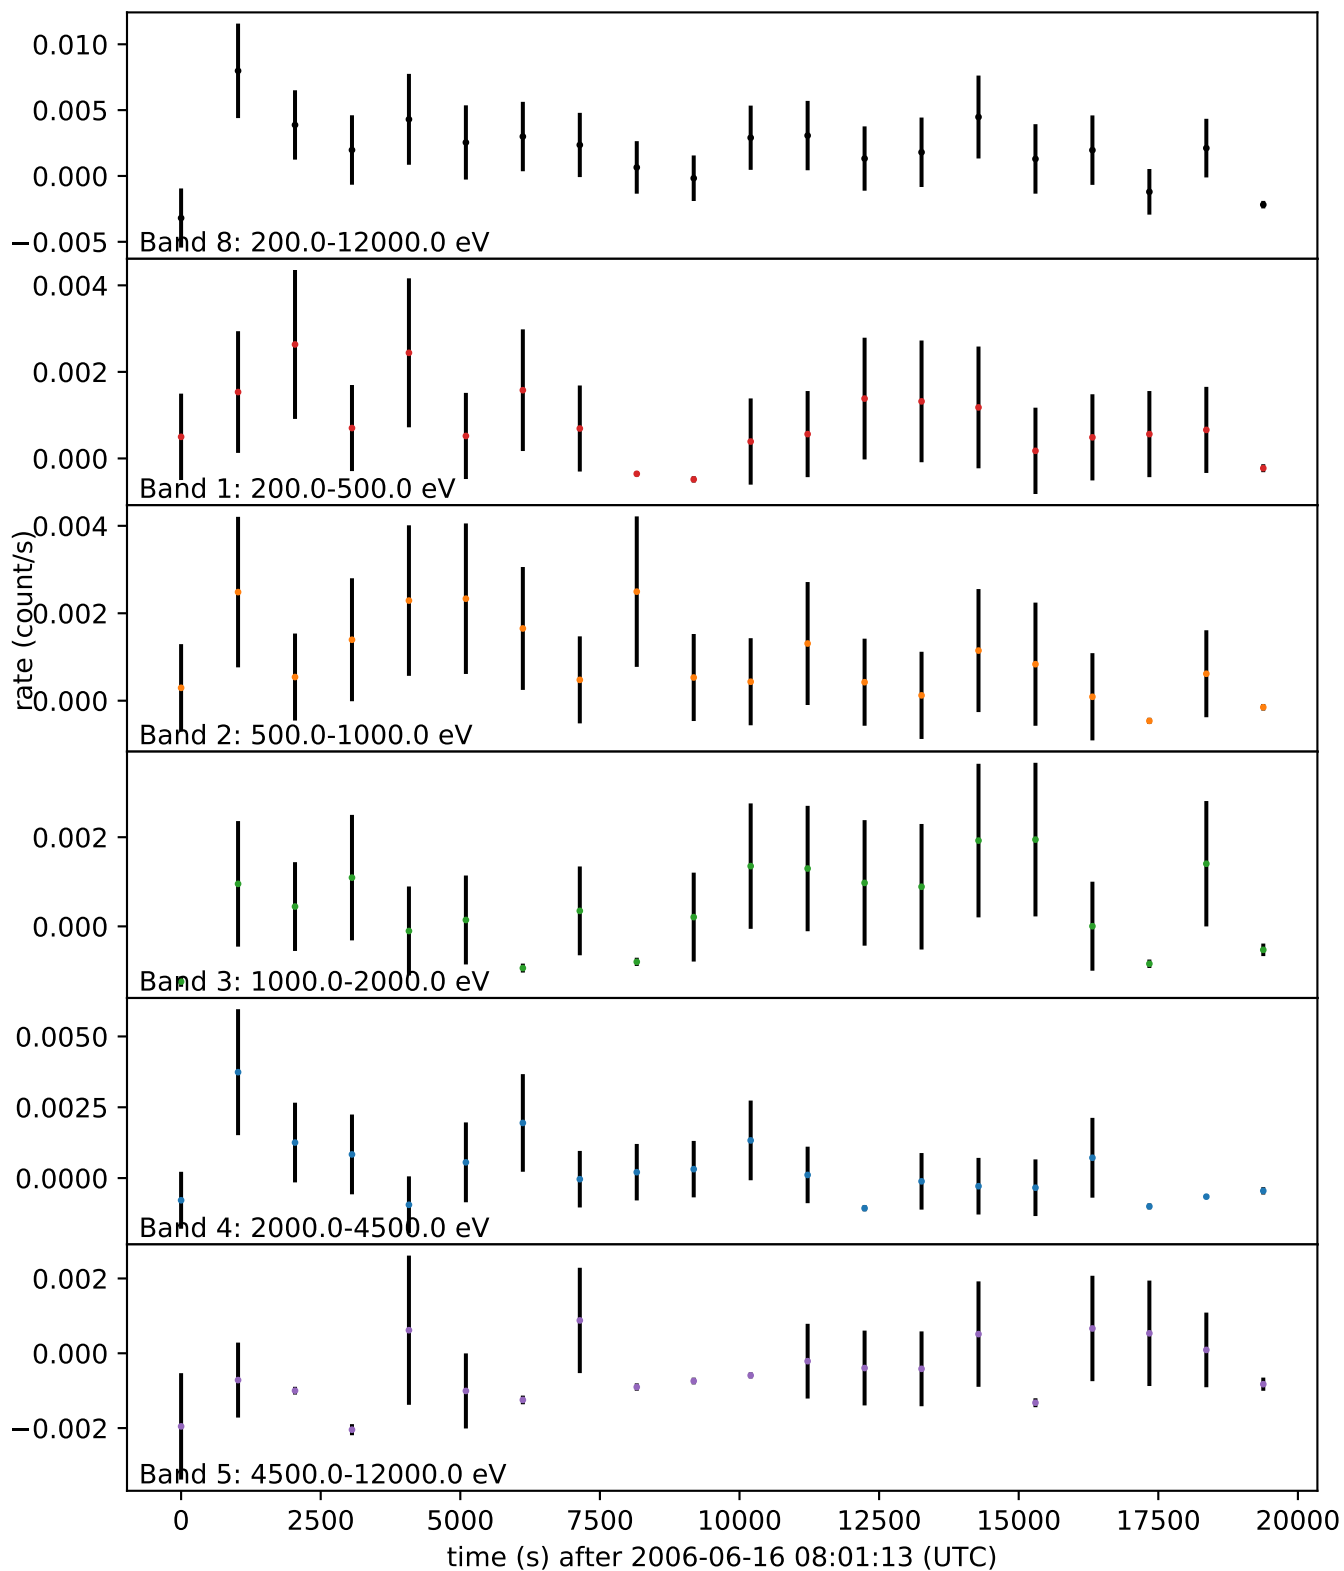 0.010
0.005
0.000
−0.005
Band 8: 200.0-12000.0 eV
0.004
0.002
0.000
Band 1: 200.0-500.0 eV
rate (count/s)
0.004
0.002
0.000
Band 2: 500.0-1000.0 eV
0.002
0.000
Band 3: 1000.0-2000.0 eV
0.0050
0.0025
0.0000
Band 4: 2000.0-4500.0 eV
0.002
0.000
−0.002
Band 5: 4500.0-12000.0 eV
0 2500 5000 7500 10000 12500 15000 17500 20000
time (s) after 2006-06-16 08:01:13 (UTC)